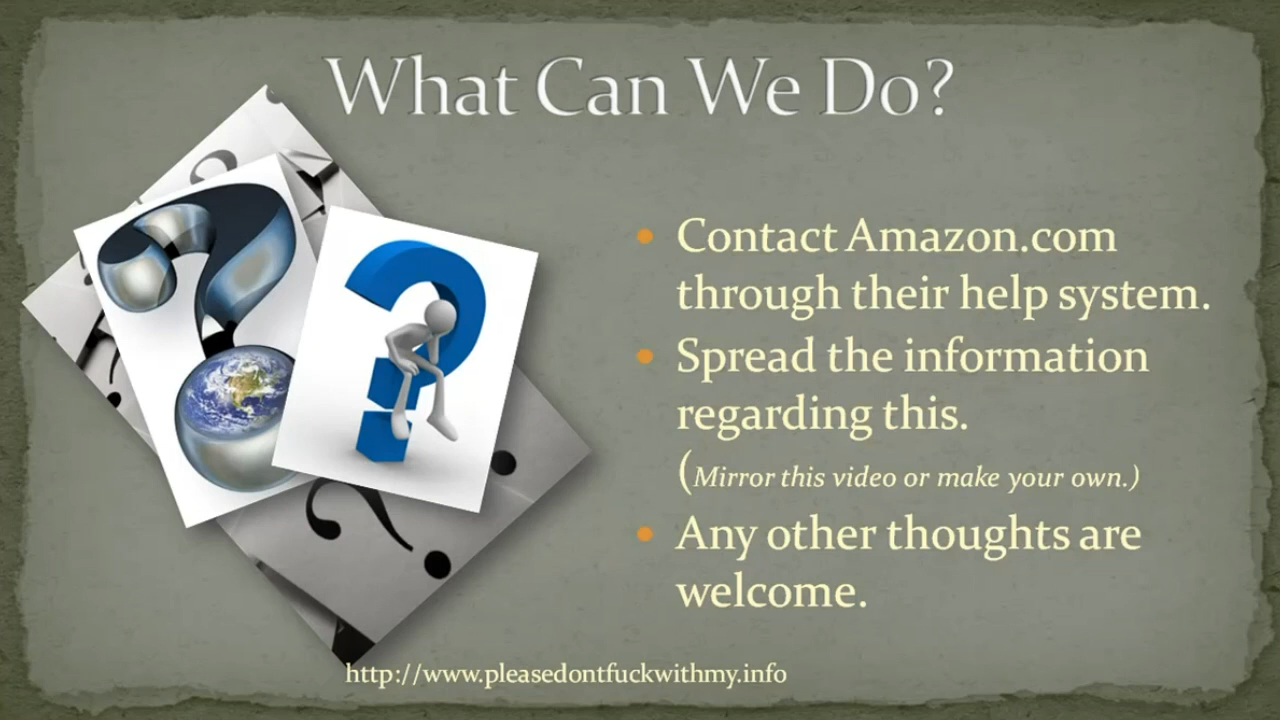 What Can We Do?
Contact Amazon.com
through their help system.
Spread the information
regarding this.
(Mirror this video or make your own.)
Any other thoughts are
welcome.
http://www.pleasedontfuckwithmy.info